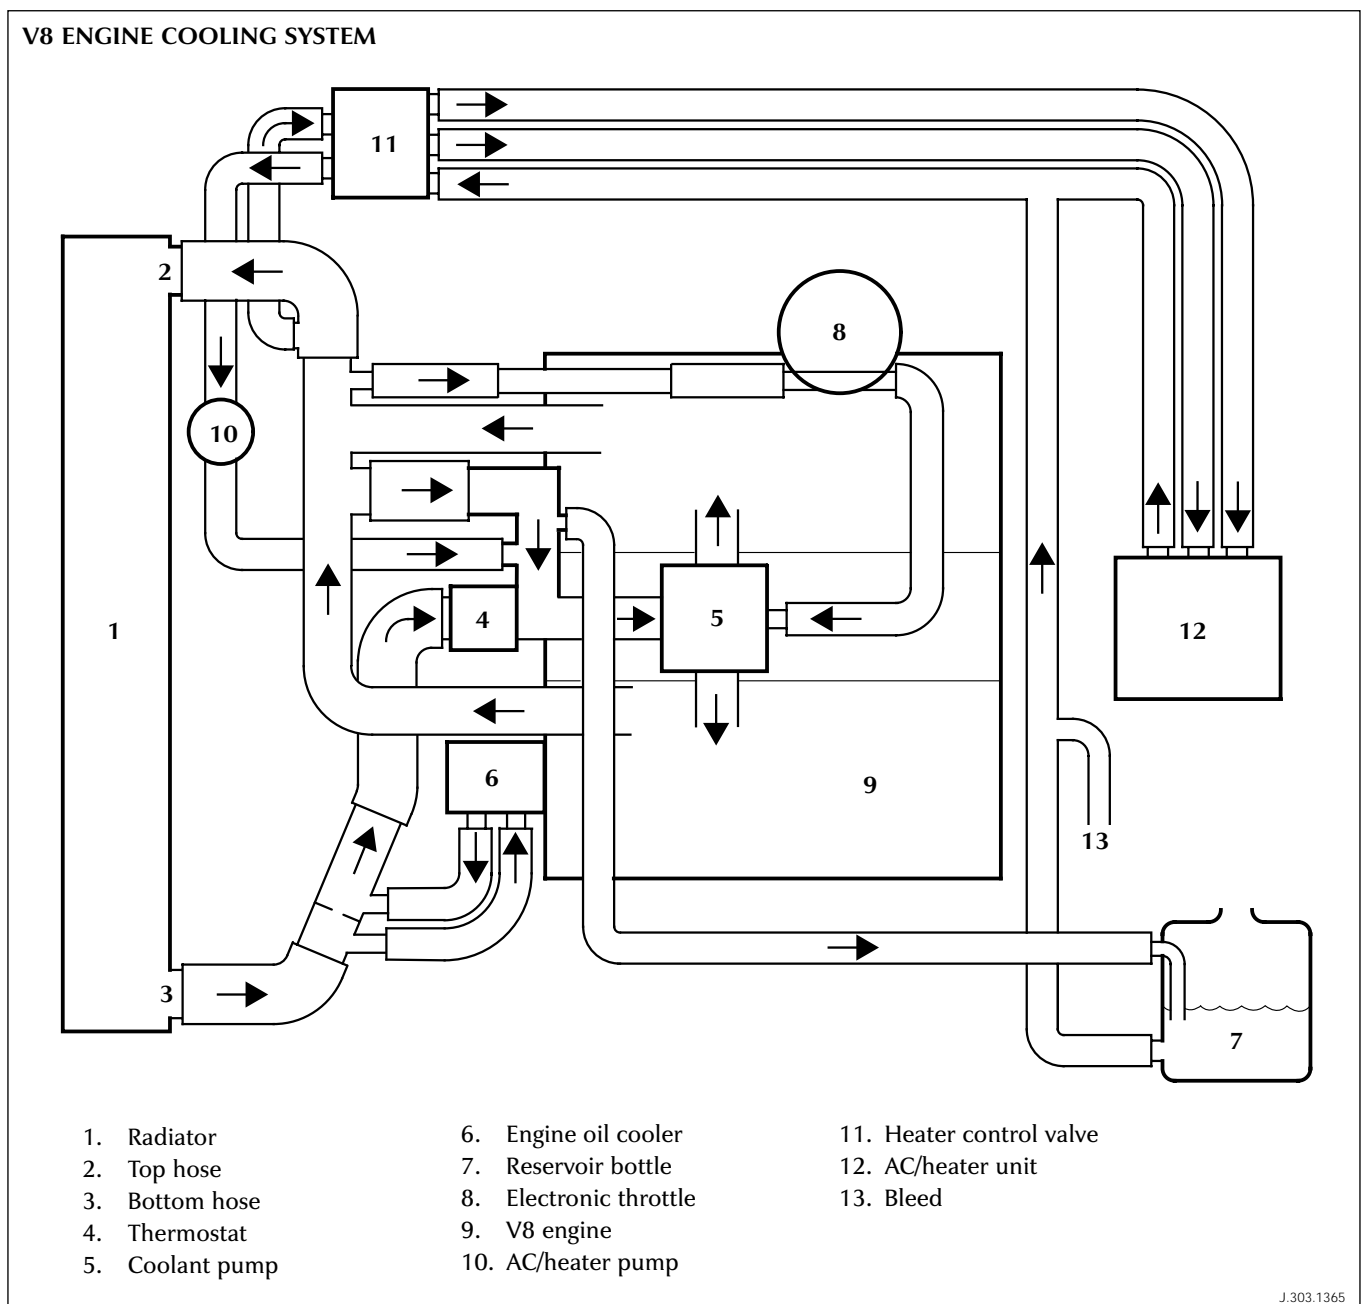 V8 ENGINE COOLING SYSTEM
11
2
8
10
1
4
5
12
6
9
13
3
7
1. Radiator
2. Top hose
3. Bottom hose
4. Thermostat
5. Coolant pump
6. Engine oil cooler
7. Reservoir bottle
8. Electronic throttle
9. V8 engine
10. AC/heater pump
11. Heater control valve
12. AC/heater unit
13. Bleed
J.303.1365